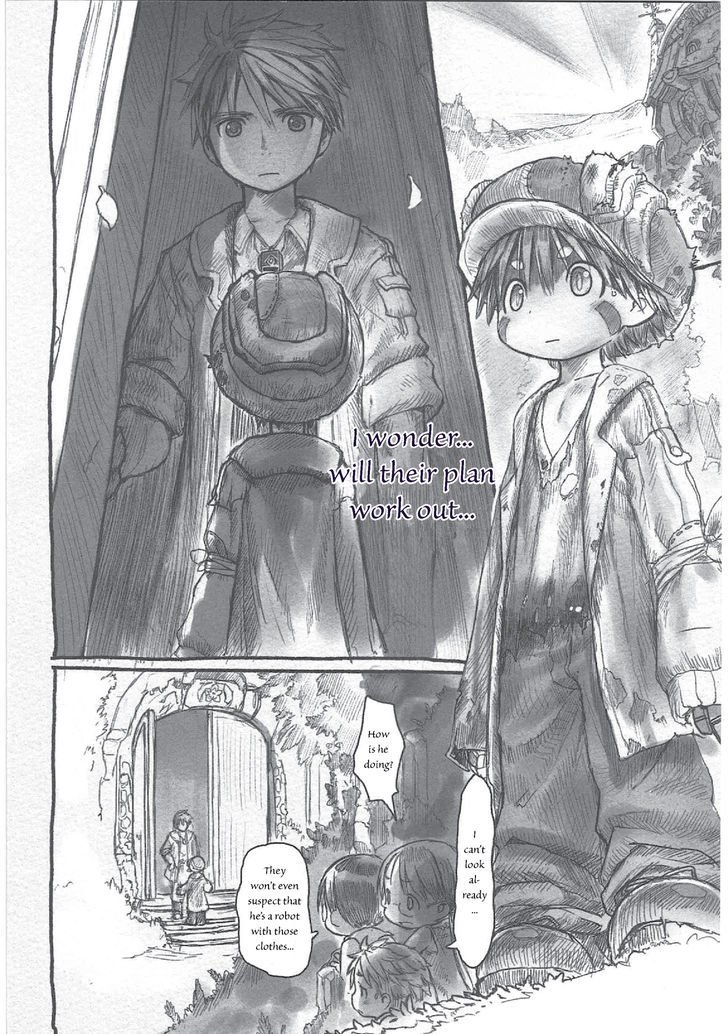 I wonder...
will their plan
work out...
How
is he
doing?
I
can't
look
al-
ready
...
They
won't even
suspect that
he's a robot
with those
clothes...